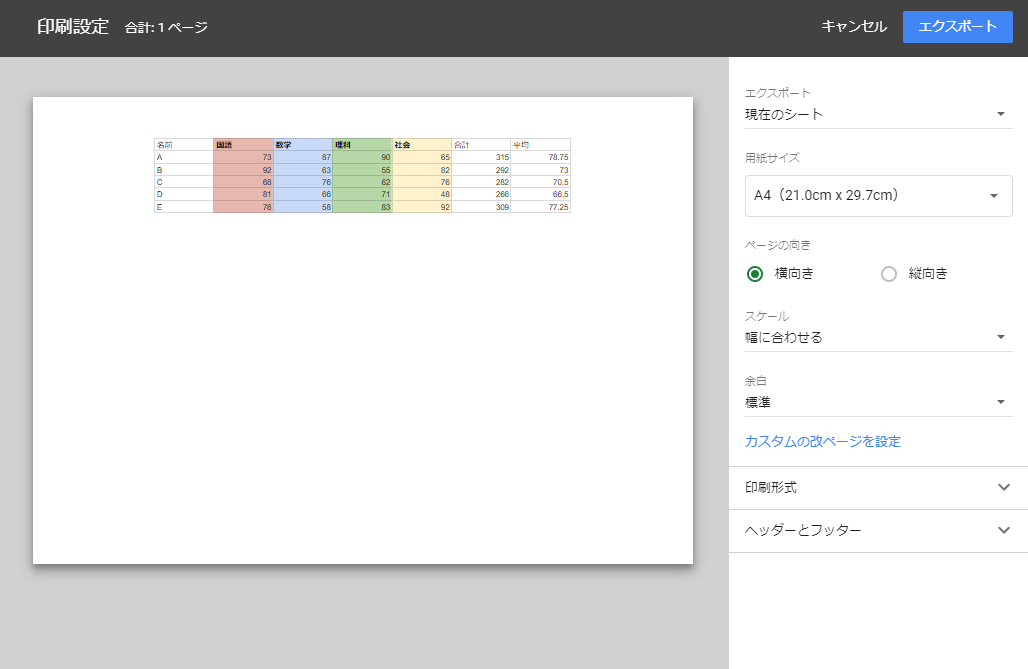 印刷設定 合計: 1 ページ キャンセル エクスポート
名前 国語 数学 理科 社会 合計 平均
A 73 87 90 65 315 78.75
B 92 63 55 82 292 73
C 68 76 62 76 282 70.5
D 81 66 71 48 266 66.5
E 76 58 83 92 309 77.25
エクスポート
現在のシート
用紙サイズ
A4（21.0cm x 29.7cm）
ページの向き
横向き 縦向き
スケール
幅に合わせる
余白
標準
カスタムの改ページを設定
印刷形式
ヘッダーとフッター